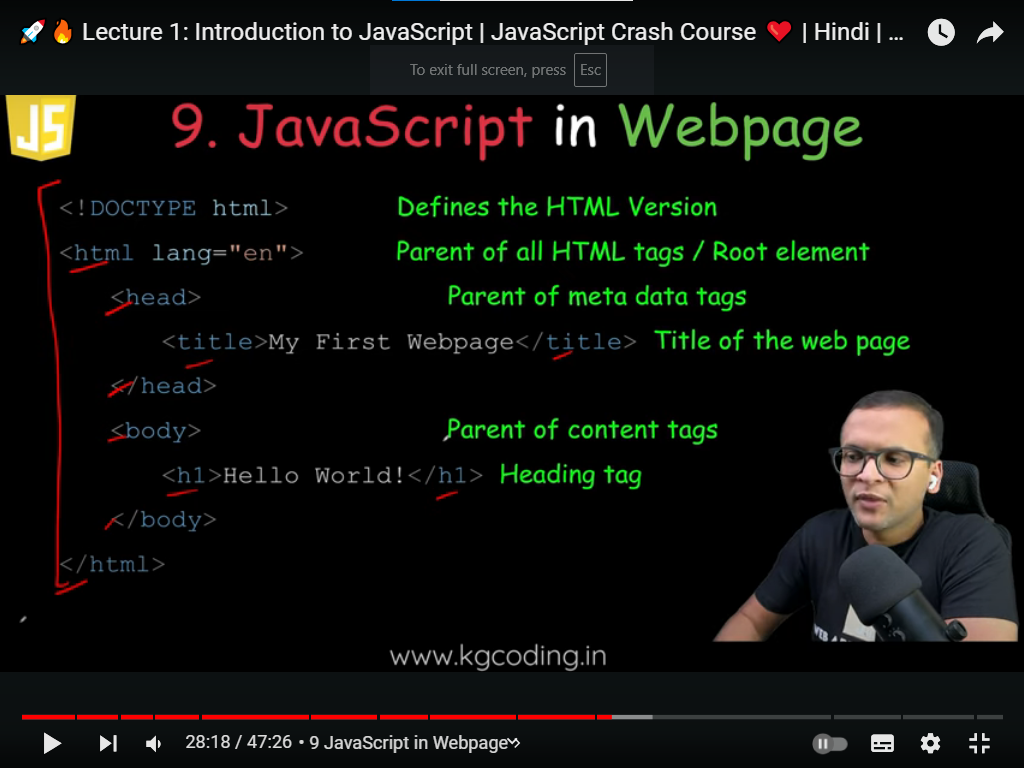 🚀🔥 Lecture 1: Introduction to JavaScript | JavaScript Crash Course ❤️ | Hindi | ...
To exit full screen, press Esc
JS
9. JavaScript in Webpage
<!DOCTYPE html> Defines the HTML Version
<html lang="en"> Parent of all HTML tags / Root element
<head> Parent of meta data tags
<title>My First Webpage</title> Title of the web page
</head>
<body> Parent of content tags
<h1>Hello World!</h1> Heading tag
</body>
</html>
www.kgcoding.in
28:18 / 47:26 • 9 JavaScript in Webpage